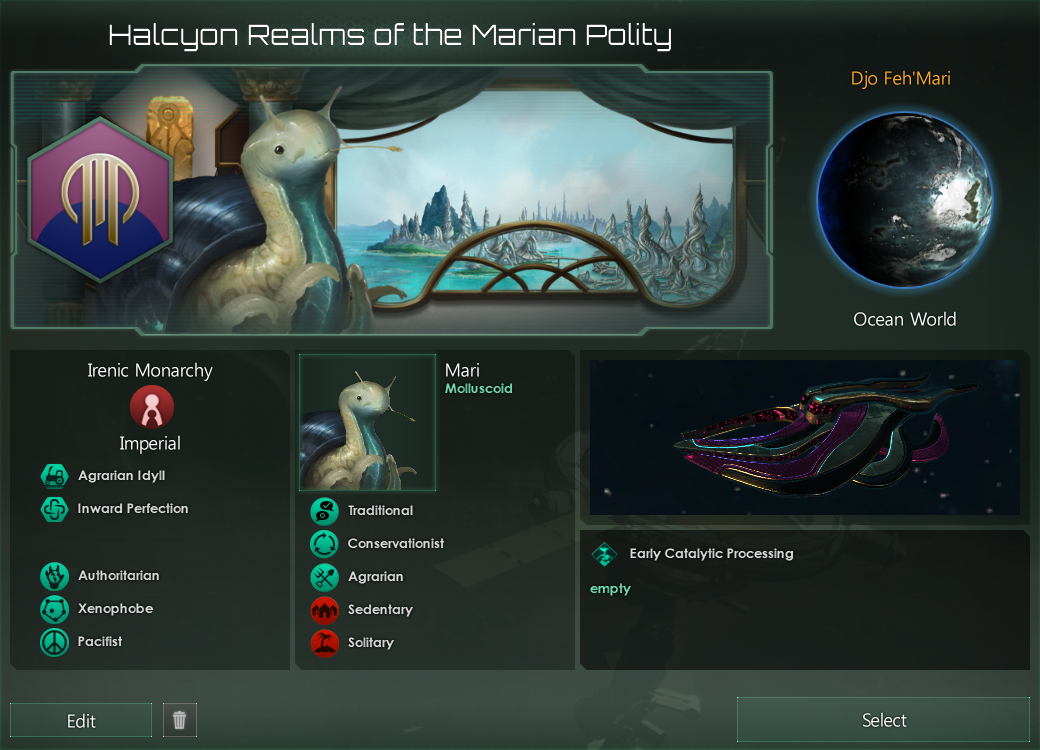 Halcyon Realms of the Marian Polity
Djo Feh'Mari
Ocean World
Irenic Monarchy
Imperial
Agrarian Idyll
Inward Perfection
Authoritarian
Xenophobe
Pacifist
Mari
Molluscoid
Traditional
Conservationist
Agrarian
Sedentary
Solitary
Early Catalytic Processing
empty
Edit
Select